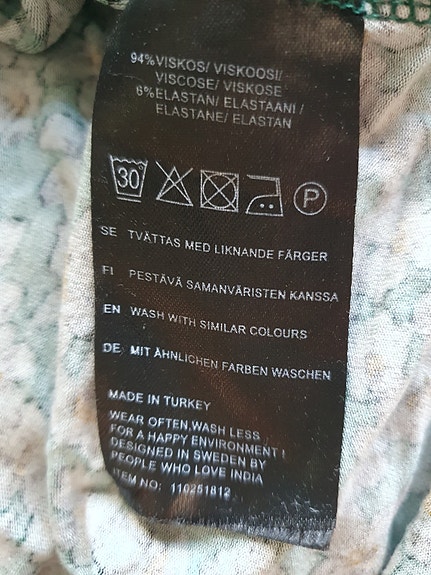 94%VISKOS/ VISKOOSI/
VISCOSE/ VISKOSE
6%ELASTAN/ ELASTAANI /
ELASTANE/ ELASTAN
30 P
SE TVÄTTAS MED LIKNANDE FÄRGER
FI PESTÄVÄ SAMANVÄRISTEN KANSSA
EN WASH WITH SIMILAR COLOURS
DE MIT ÄHNLICHEN FARBEN WASCHEN
MADE IN TURKEY
WEAR OFTEN,WASH LESS
FOR A HAPPY ENVIRONMENT !
DESIGNED IN SWEDEN BY
PEOPLE WHO LOVE INDIA
ITEM NO: 110251812